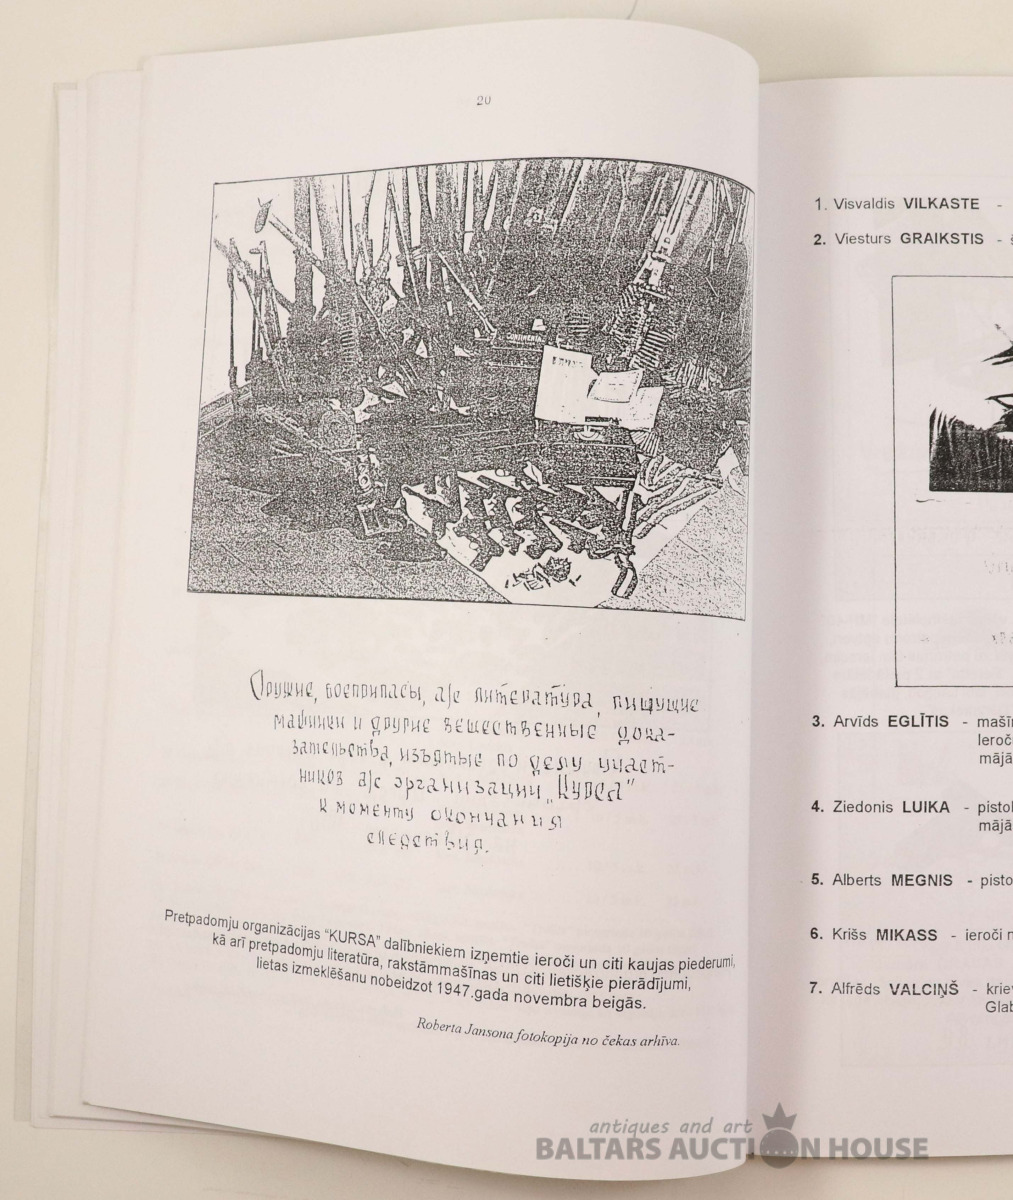 20
CONTINENTAL
Оружие, боеприпасы, а/с литература, пишущие
машинки и другие вещественные дока-
зательства, изъятые по делу участ-
ников а/с организации „Курса"
к моменту окончания
следствия.
Pretpadomju organizācijas “KURSA” dalībniekiem izņemtie ieroči un citi kaujas piederumi,
kā arī pretpadomju literatūra, rakstāmmašīnas un citi lietišķie pierādījumi,
lietas izmeklēšanu nobeidzot 1947.gada novembra beigās.
Roberta Jansona fotokopija no čekas arhīva.
1. Visvaldis VILKASTE -
2. Viesturs GRAIKSTIS -
3. Arvīds EGLĪTIS - mašīn
Ieroči
mājā
4. Ziedonis LUIKA - pistol
mājā
5. Alberts MEGNIS - pisto
6. Krišs MIKASS - ieroči n
7. Alfrēds VALCIŅŠ - kriev
Glab
antiques and art
BALTARS AUCTION HOUSE